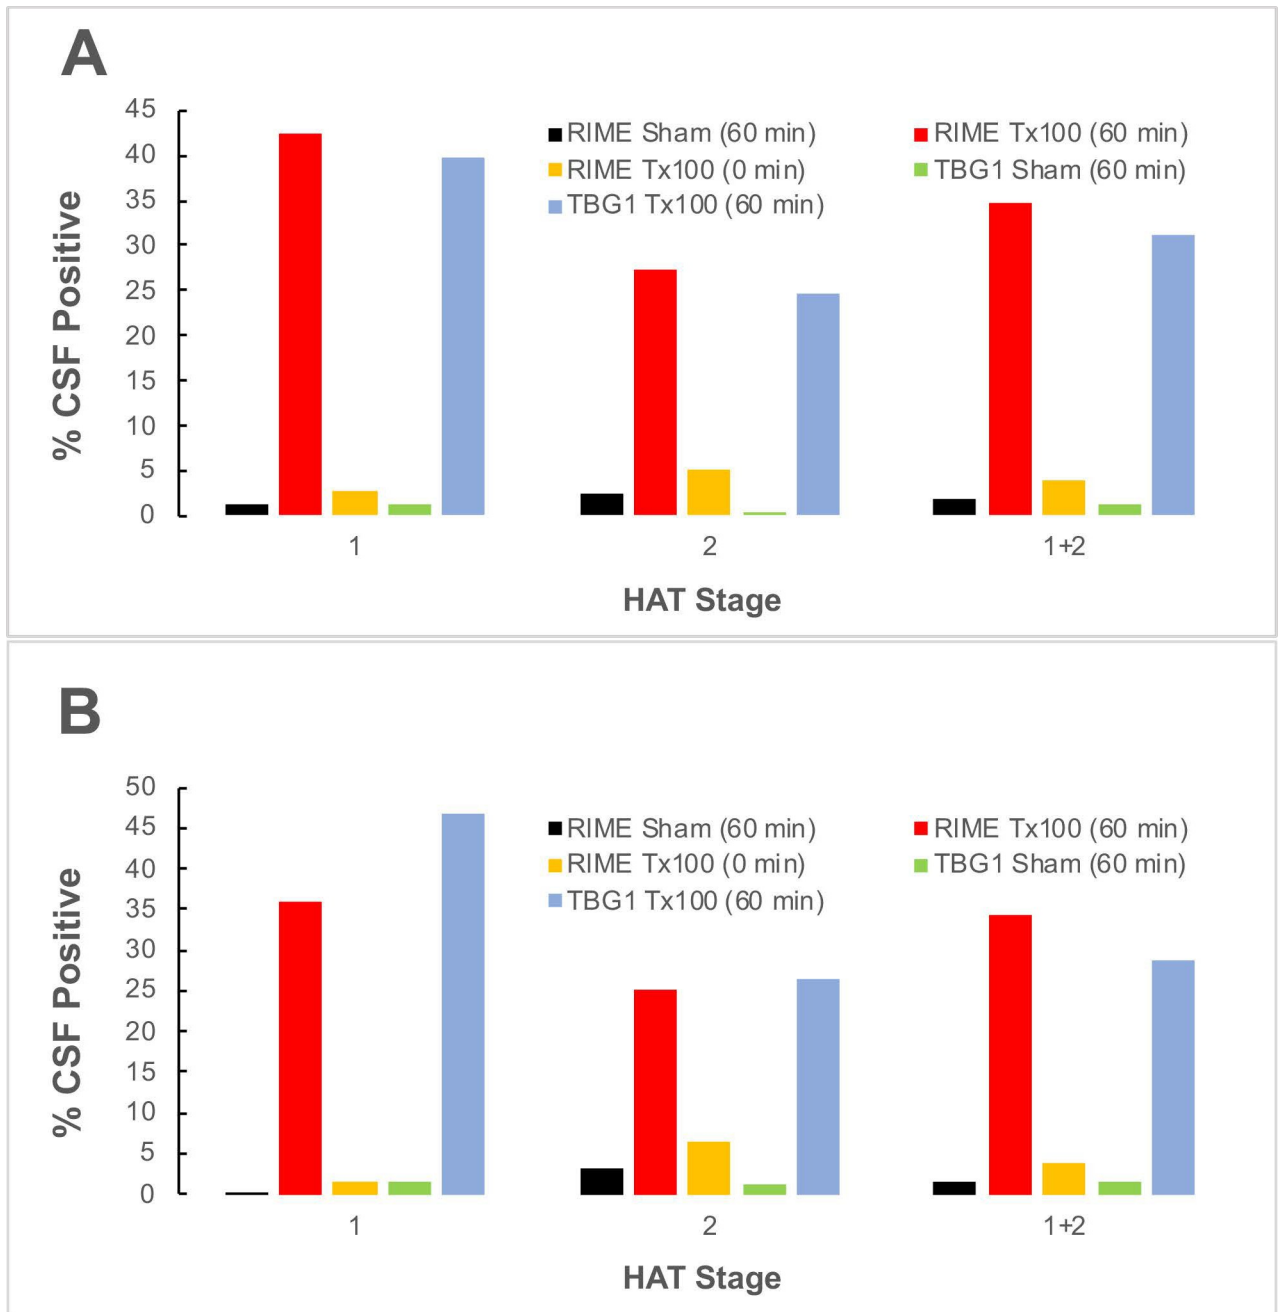 A
45
40
35
30
25
20
15
10
5
0
% CSF Positive
RIME Sham (60 min) RIME Tx100 (60 min)
RIME Tx100 (0 min) TBG1 Sham (60 min)
TBG1 Tx100 (60 min)
1 2 1+2
HAT Stage
B
50
45
40
35
30
25
20
15
10
5
0
% CSF Positive
RIME Sham (60 min) RIME Tx100 (60 min)
RIME Tx100 (0 min) TBG1 Sham (60 min)
TBG1 Tx100 (60 min)
1 2 1+2
HAT Stage